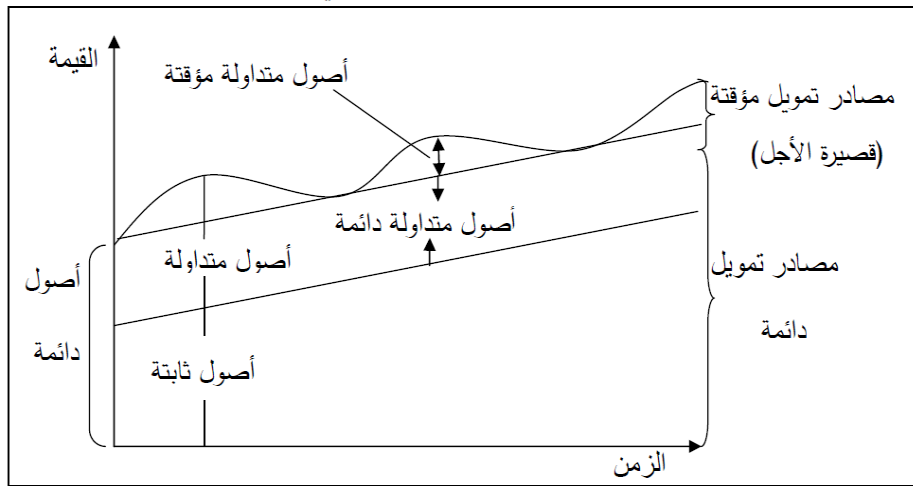 القيمة
أصول متداولة مؤقتة
مصادر تمويل مؤقتة
(قصيرة الأجل)
أصول متداولة دائمة
أصول متداولة
أصول
دائمة
مصادر تمويل
دائمة
أصول ثابتة
الزمن